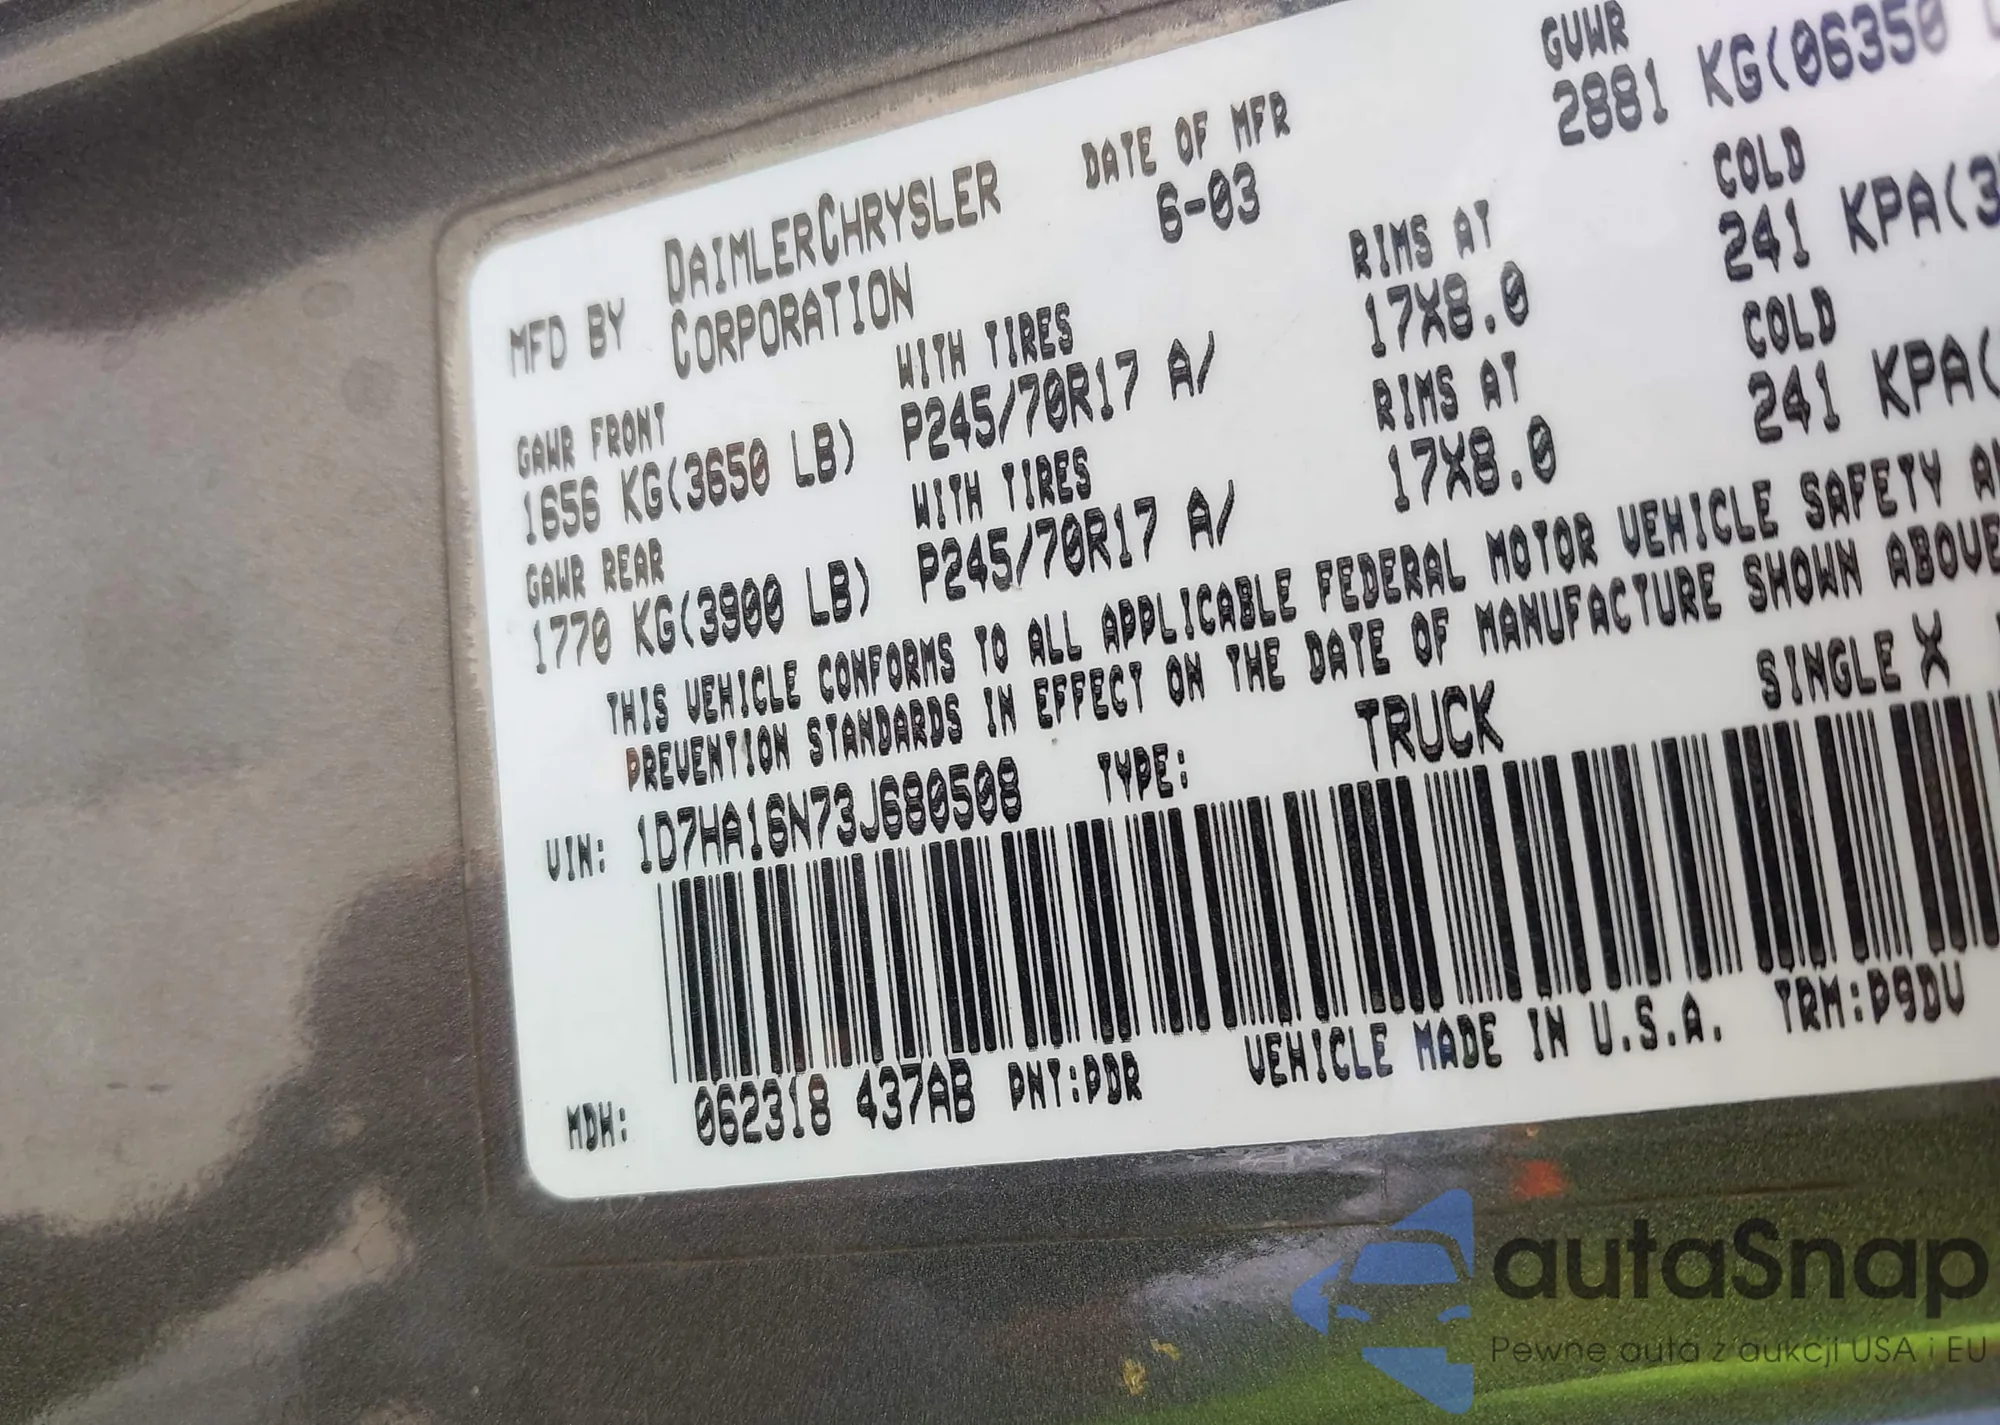 MFD BY DAIMLERCHRYSLER CORPORATION
DATE OF MFR
6-03
GVWR
2881 KG(06350
GAWR FRONT WITH TIRES RIMS AT COLD
1656 KG(3650 LB) P245/70R17 A/ 17X8.0 241 KPA(3
GAWR REAR WITH TIRES RIMS AT COLD
1770 KG(3900 LB) P245/70R17 A/ 17X8.0 241 KPA(
THIS VEHICLE CONFORMS TO ALL APPLICABLE FEDERAL MOTOR VEHICLE SAFETY
PREVENTION STANDARDS IN EFFECT ON THE DATE OF MANUFACTURE SHOWN ABOVE
VIN: 1D7HA16N73J680508 TYPE: TRUCK SINGLE X
MDH: 062318 437AB PNT:PDR VEHICLE MADE IN U.S.A. TRM:P9DV
autaSnap
Pewne auta z aukcji USA i EU